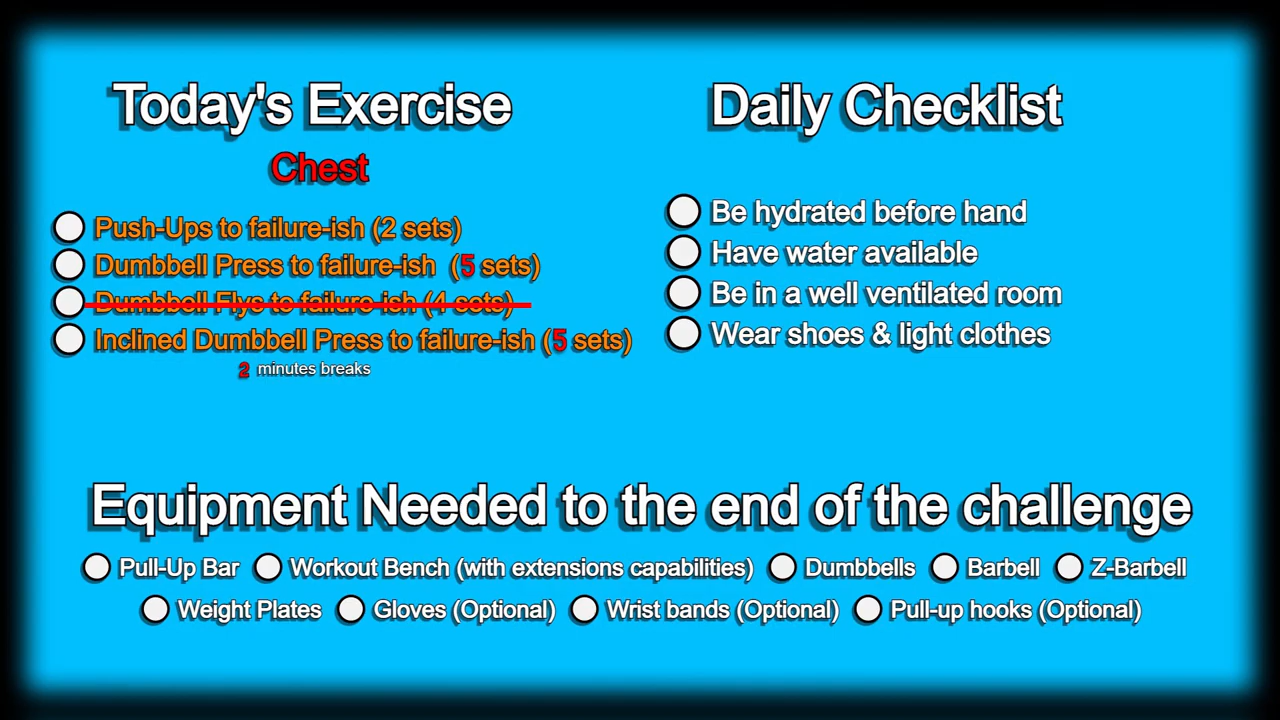 Today's Exercise
Chest
Push-Ups to failure-ish (2 sets)
Dumbbell Press to failure-ish (5 sets)
Dumbbell Flys to failure-ish (4 sets)
Inclined Dumbbell Press to failure-ish (5 sets)
2 minutes breaks
Daily Checklist
Be hydrated before hand
Have water available
Be in a well ventilated room
Wear shoes & light clothes
Equipment Needed to the end of the challenge
Pull-Up Bar Workout Bench (with extensions capabilities) Dumbbells Barbell Z-Barbell
Weight Plates Gloves (Optional) Wrist bands (Optional) Pull-up hooks (Optional)